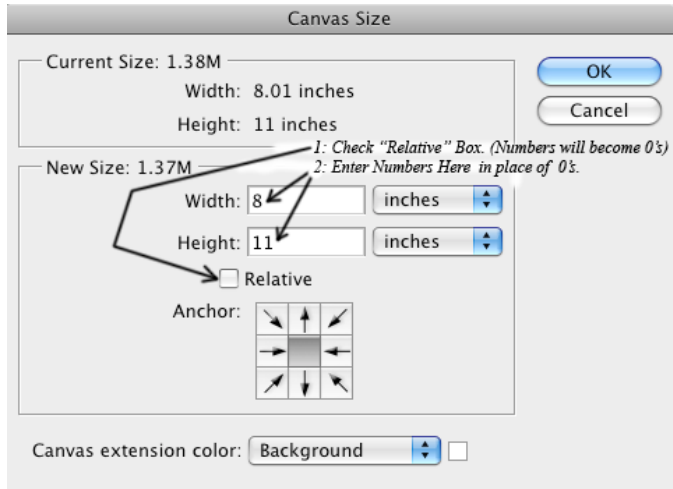 Canvas Size
Current Size: 1.38M
OK
Width: 8.01 inches
Cancel
Height: 11 inches
1: Check “Relative” Box. (Numbers will become 0's)
New Size: 1.37M
2: Enter Numbers Here in place of 0's.
Width: 8 inches
Height: 11 inches
Relative
Anchor:
Canvas extension color: Background